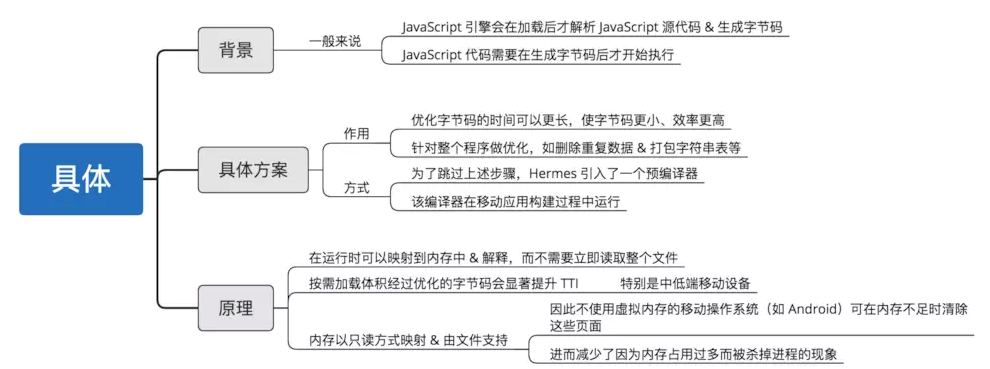 具体
背景
一般来说
JavaScript 引擎会在加载后才解析 JavaScript 源代码 & 生成字节码
JavaScript 代码需要在生成字节码后才开始执行
具体方案
作用
优化字节码的时间可以更长，使字节码更小、效率更高
针对整个程序做优化，如删除重复数据 & 打包字符串表等
方式
为了跳过上述步骤，Hermes 引入了一个预编译器
该编译器在移动应用构建过程中运行
原理
在运行时可以映射到内存中 & 解释，而不需要立即读取整个文件
按需加载体积经过优化的字节码会显著提升 TTI
特别是中低端移动设备
内存以只读方式映射 & 由文件支持
因此不使用虚拟内存的移动操作系统（如 Android）可在内存不足时清除
这些页面
进而减少了因为内存占用过多而被杀掉进程的现象